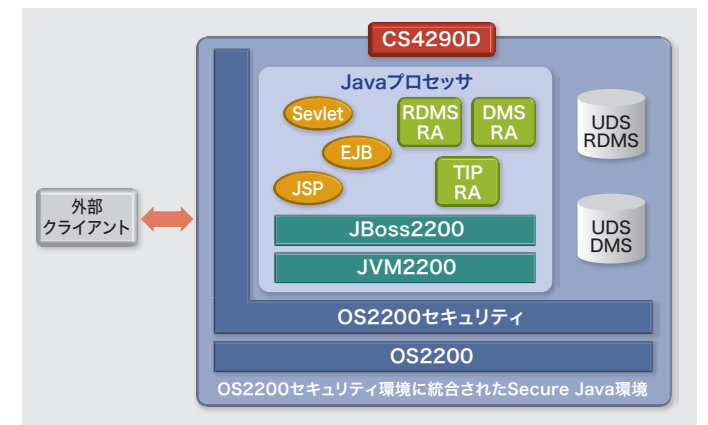 CS4290D
Javaプロセッサ
Sevlet
EJB
JSP
RDMS
RA
DMS
RA
TIP
RA
JBoss2200
JVM2200
UDS
RDMS
UDS
DMS
外部
クライアント
OS2200セキュリティ
OS2200
OS2200セキュリティ環境に統合されたSecure Java環境